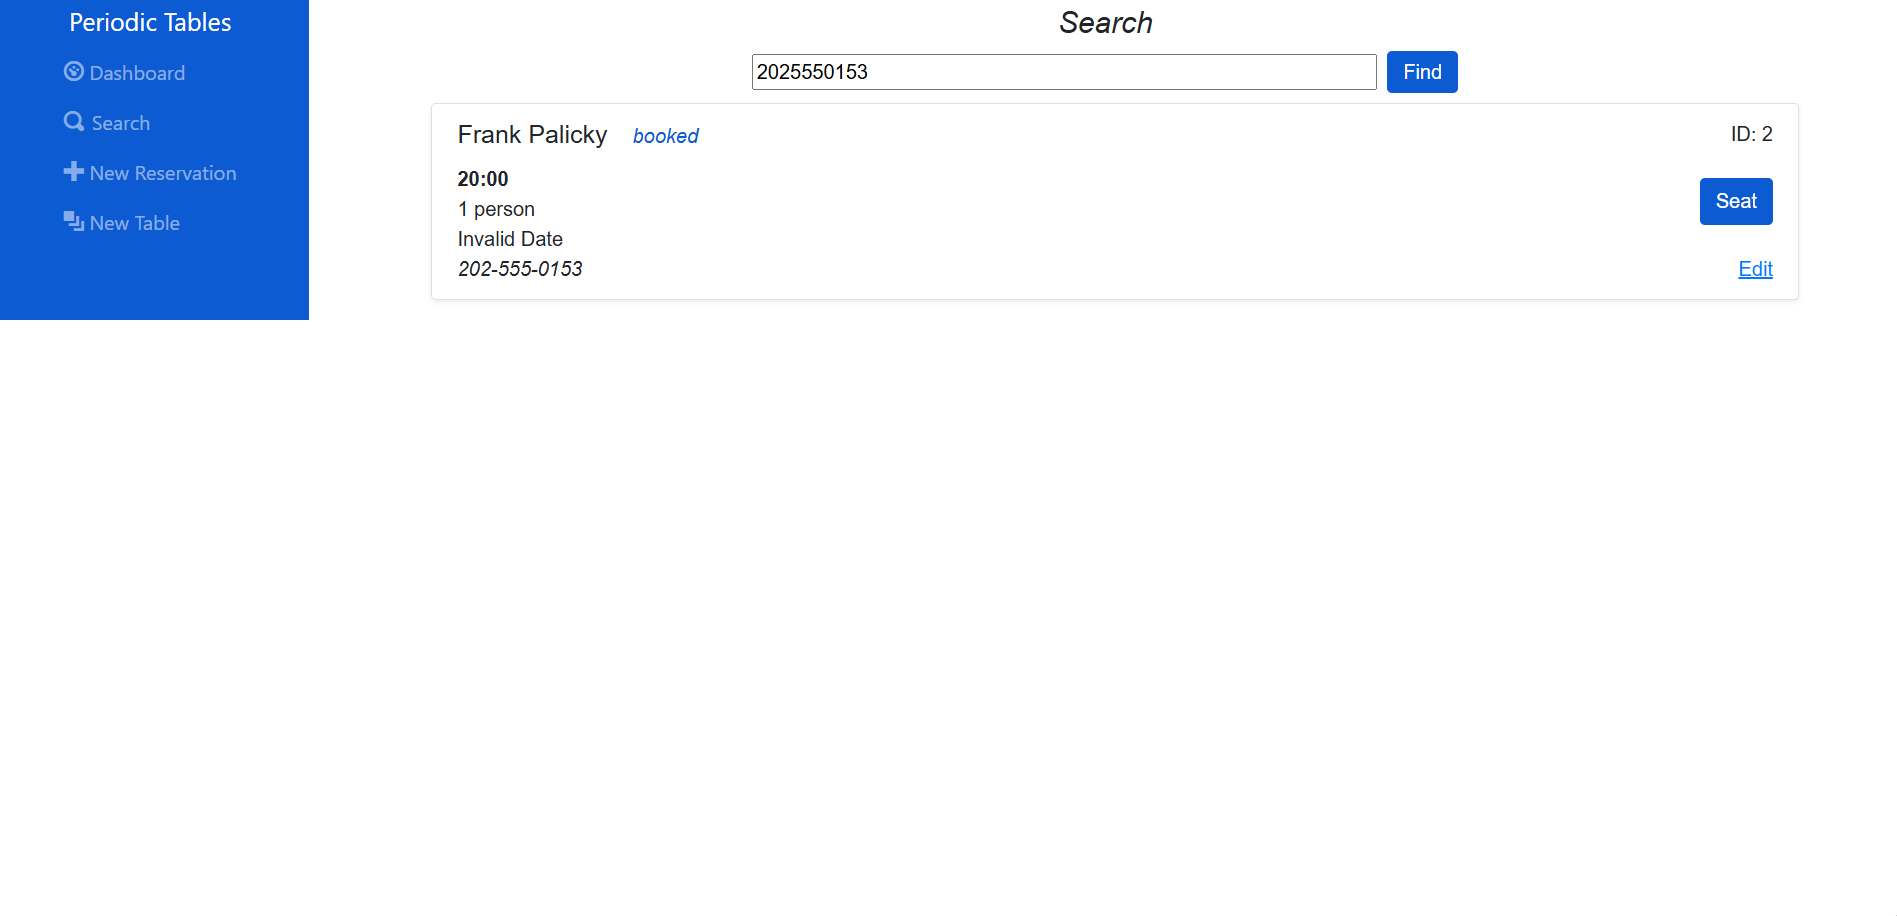 Periodic Tables
Dashboard
Search
New Reservation
New Table
Search
2025550153 Find
Frank Palicky booked ID: 2
20:00
Seat
1 person
Invalid Date
202-555-0153 Edit